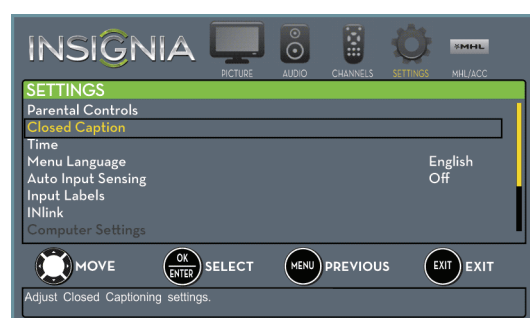 INSIGNIA
PICTURE AUDIO CHANNELS SETTINGS MHL/ACC
MHL
SETTINGS
Parental Controls
Closed Caption
Time
Menu Language English
Auto Input Sensing Off
Input Labels
INlink
Computer Settings
MOVE OK ENTER SELECT MENU PREVIOUS EXIT EXIT
Adjust Closed Captioning settings.